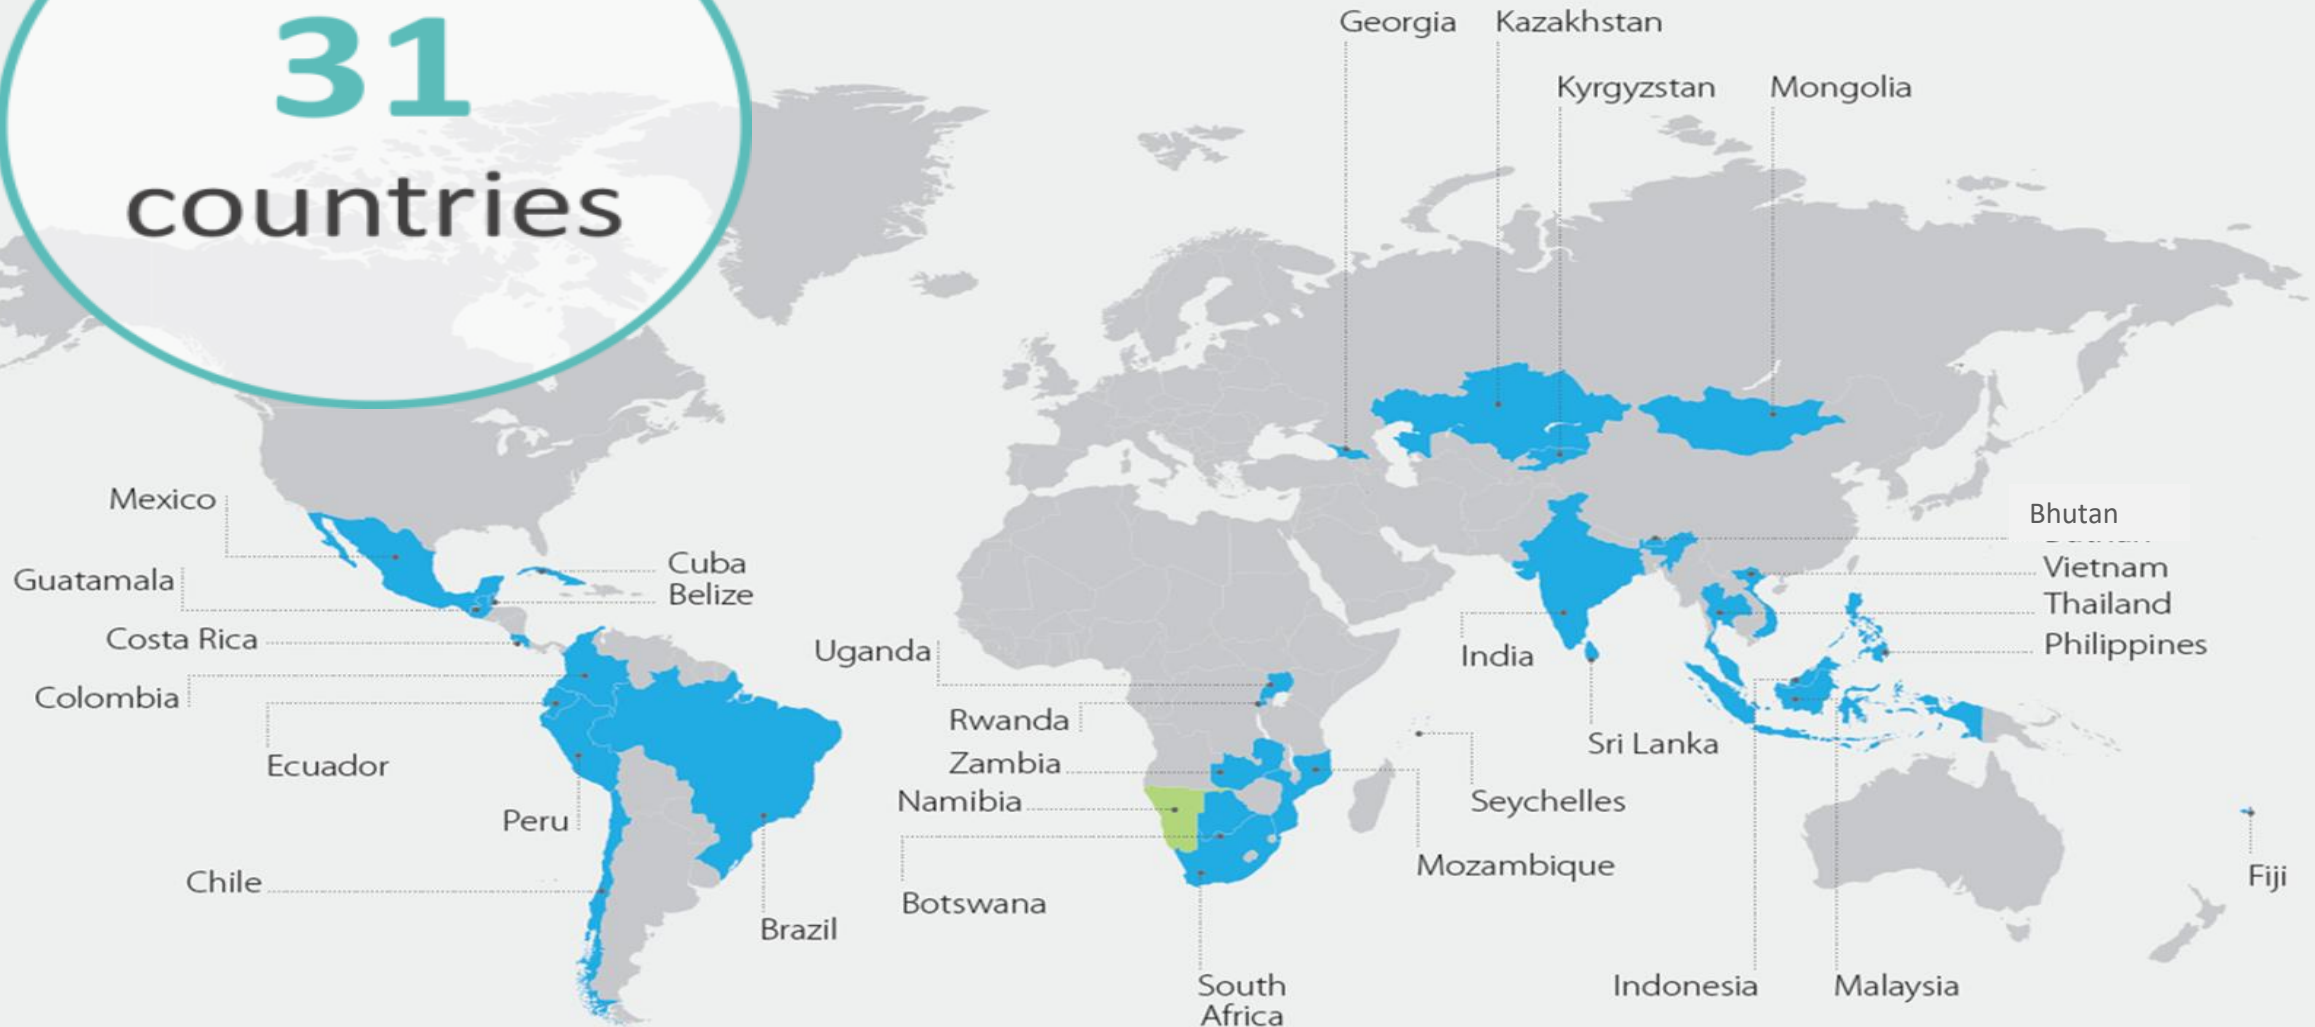 31
countries
Georgia
Kazakhstan
Kyrgyzstan
Mongolia
Mexico
Guatamala
Costa Rica
Colombia
Ecuador
Peru
Chile
Brazil
Cuba
Belize
Uganda
Rwanda
Zambia
Namibia
Botswana
South
Africa
Mozambique
Seychelles
India
Sri Lanka
Bhutan
Vietnam
Thailand
Philippines
Indonesia
Malaysia
Fiji